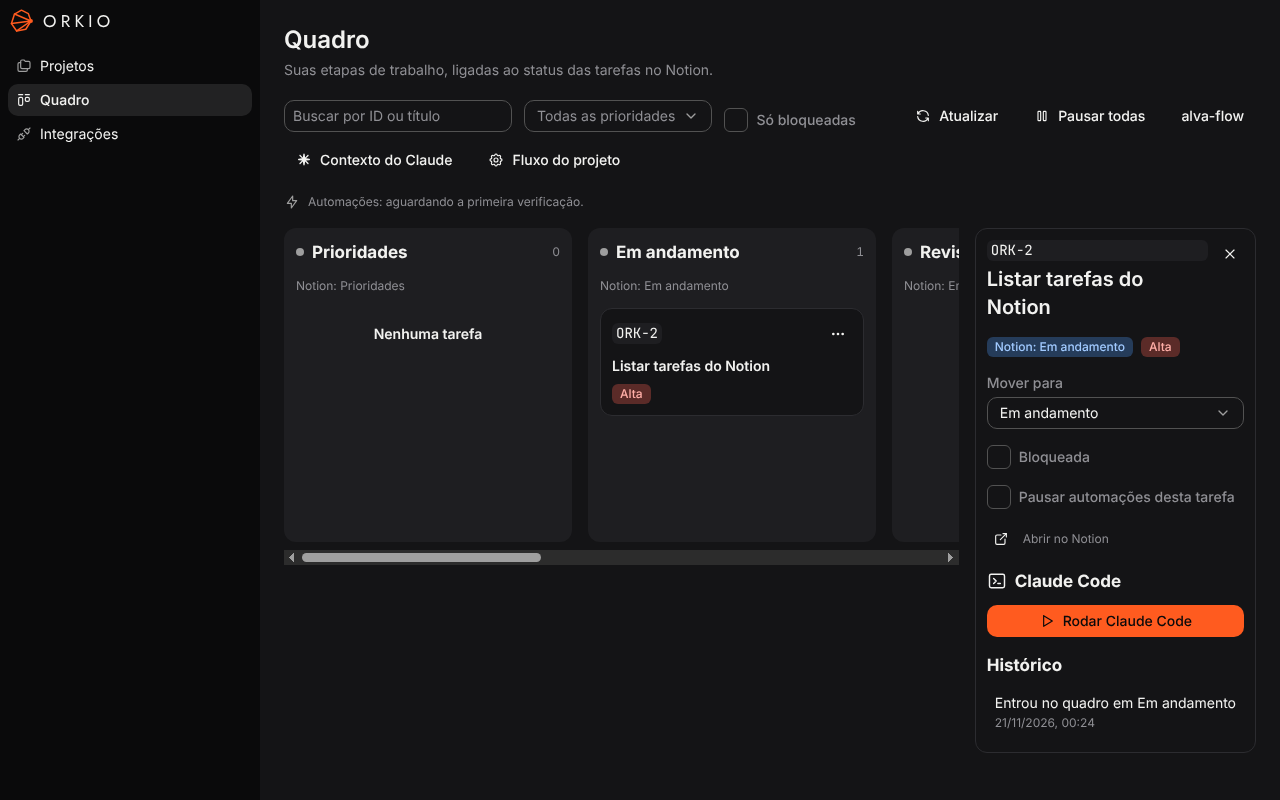 ORKIO
Projetos
Quadro
Integrações
Quadro
Suas etapas de trabalho, ligadas ao status das tarefas no Notion.
Buscar por ID ou título
Todas as prioridades
Só bloqueadas
Atualizar
Pausar todas
alva-flow
Contexto do Claude
Fluxo do projeto
Automações: aguardando a primeira verificação.
Prioridades
0
Notion: Prioridades
Nenhuma tarefa
Em andamento
1
Notion: Em andamento
ORK-2
Listar tarefas do Notion
Alta
Revis
Notion: Er
ORK-2
Listar tarefas do
Notion
Notion: Em andamento
Alta
Mover para
Em andamento
Bloqueada
Pausar automações desta tarefa
Abrir no Notion
Claude Code
Rodar Claude Code
Histórico
Entrou no quadro em Em andamento
21/11/2026, 00:24